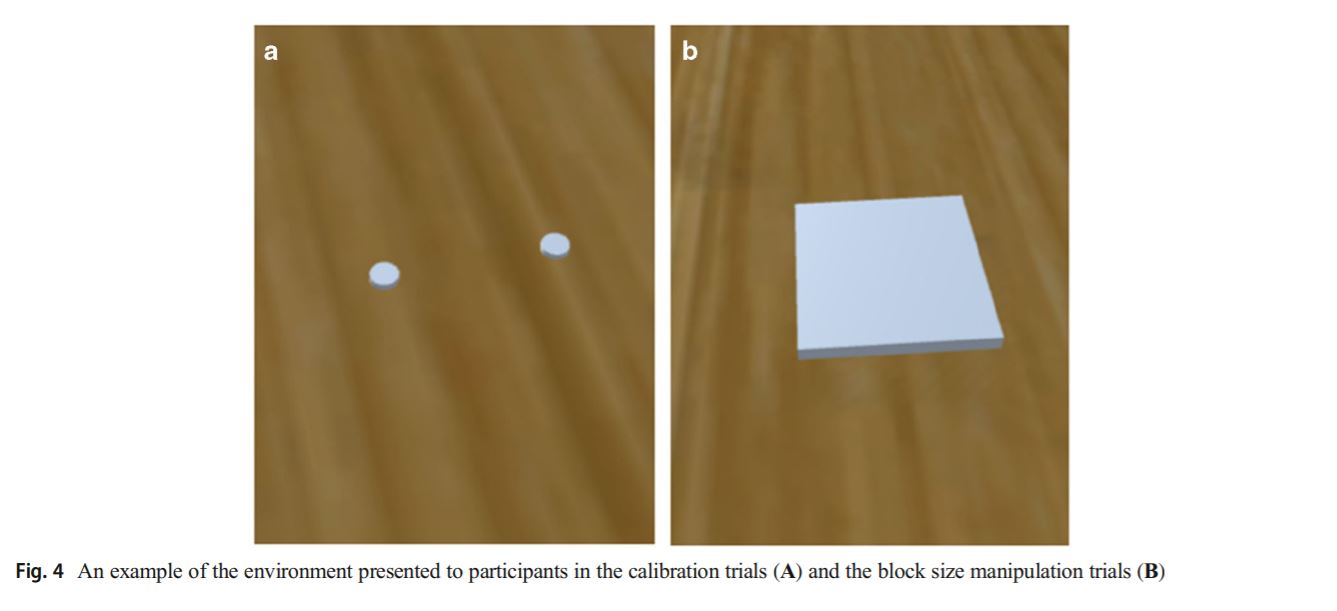 a
b
Fig. 4 An example of the environment presented to participants in the calibration trials (A) and the block size manipulation trials (B)